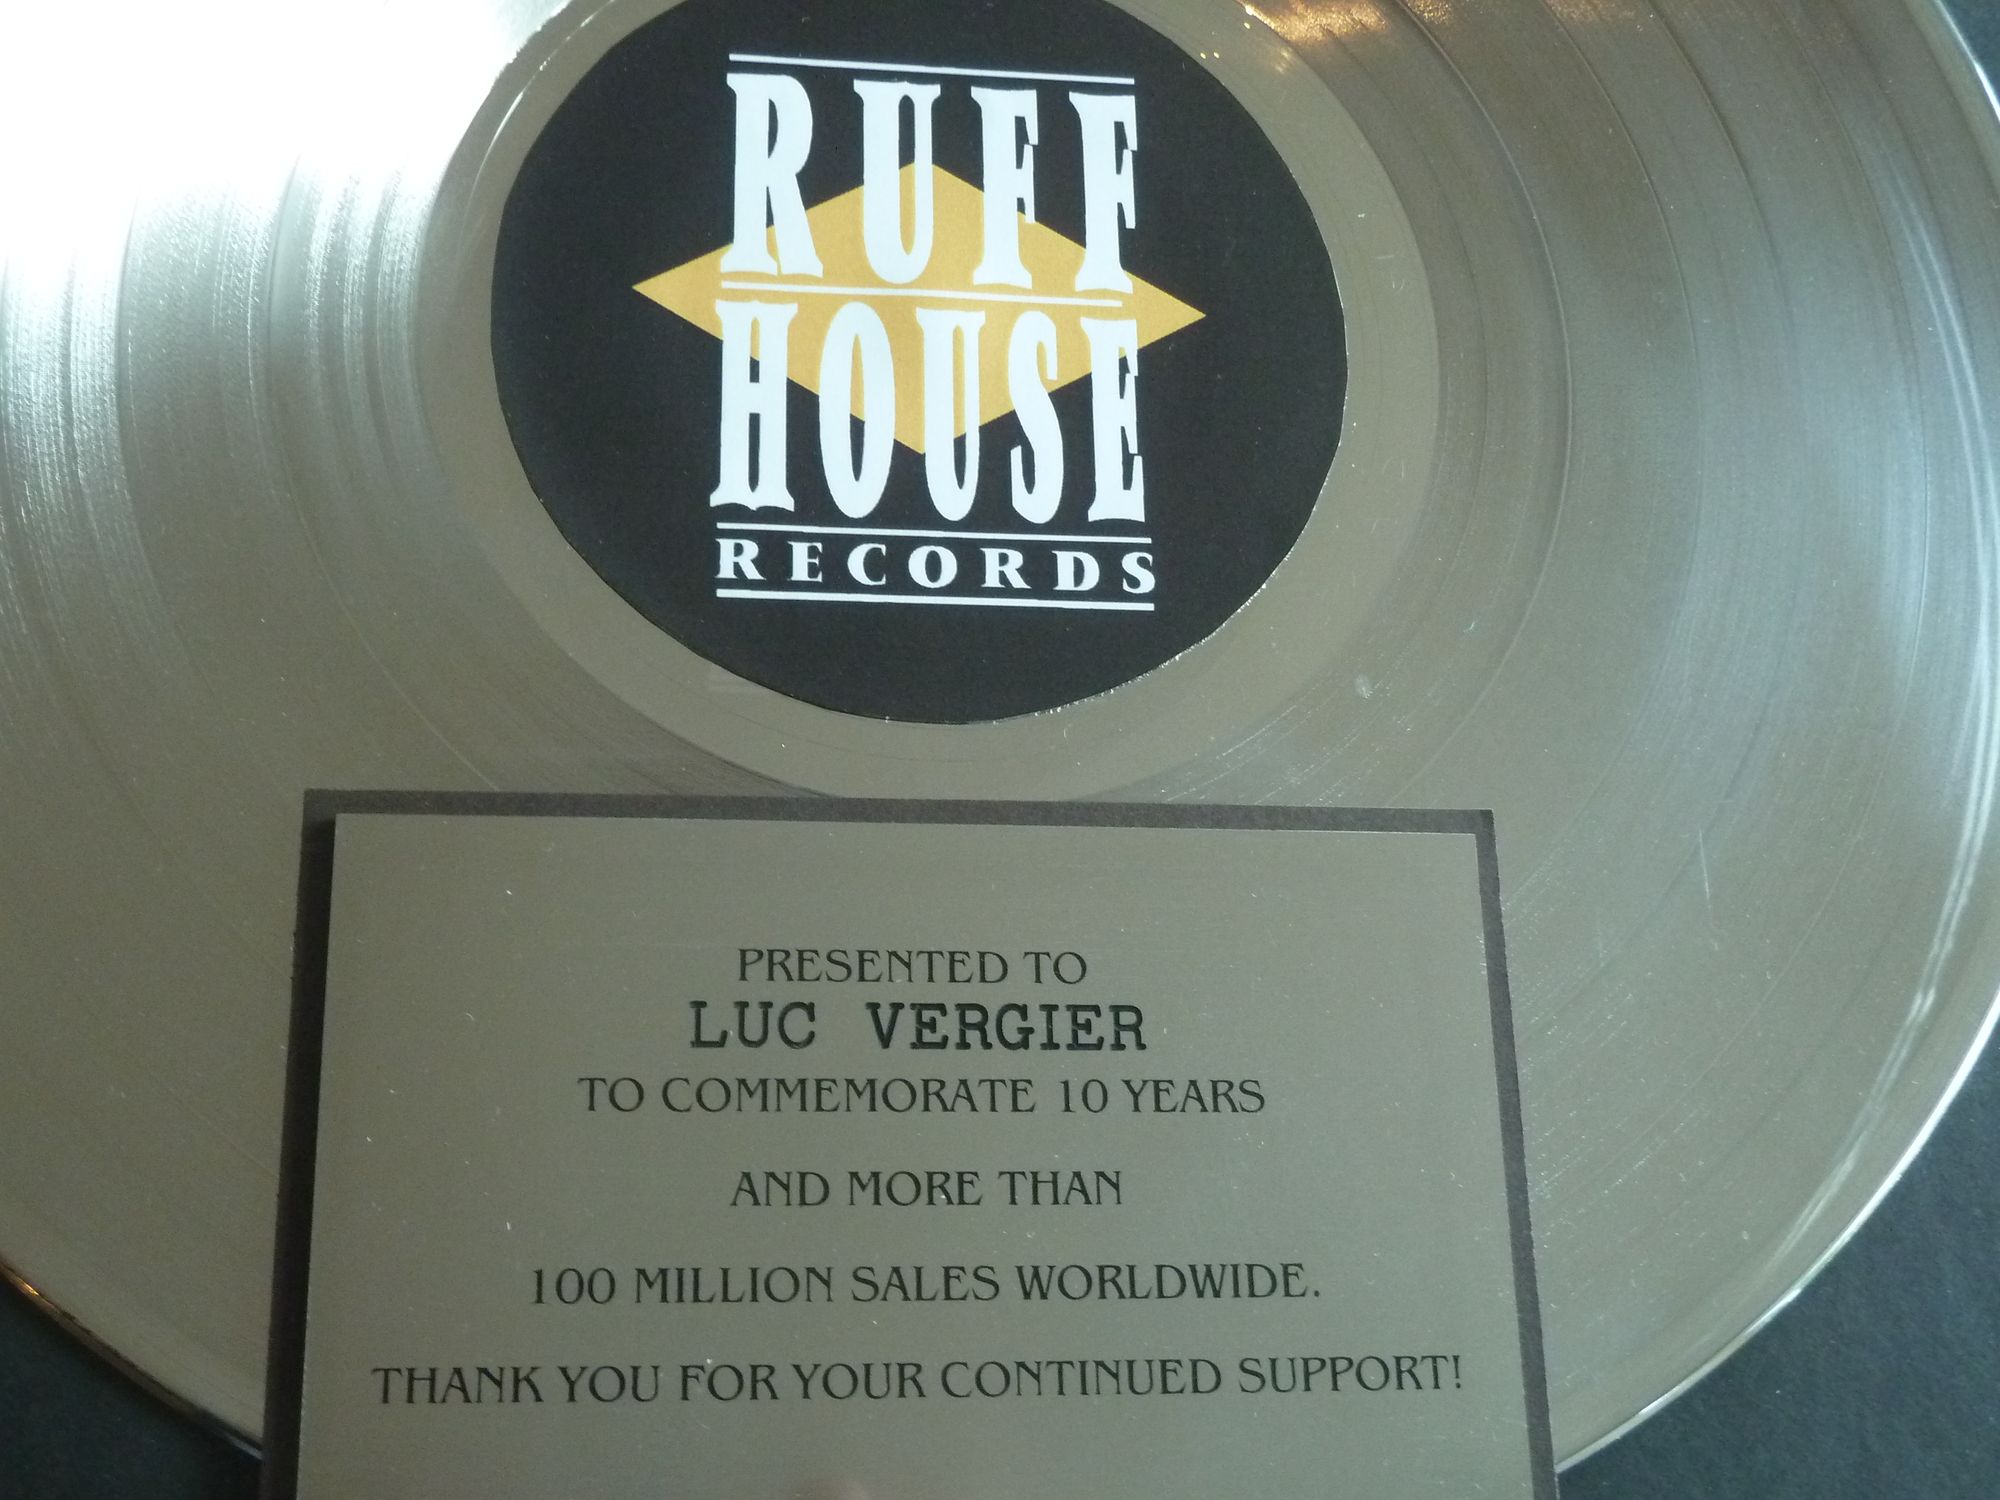 RUFF
HOUSE
RECORDS
PRESENTED TO
LUC VERGIER
TO COMMEMORATE 10 YEARS
AND MORE THAN
100 MILLION SALES WORLDWIDE.
THANK YOU FOR YOUR CONTINUED SUPPORT!